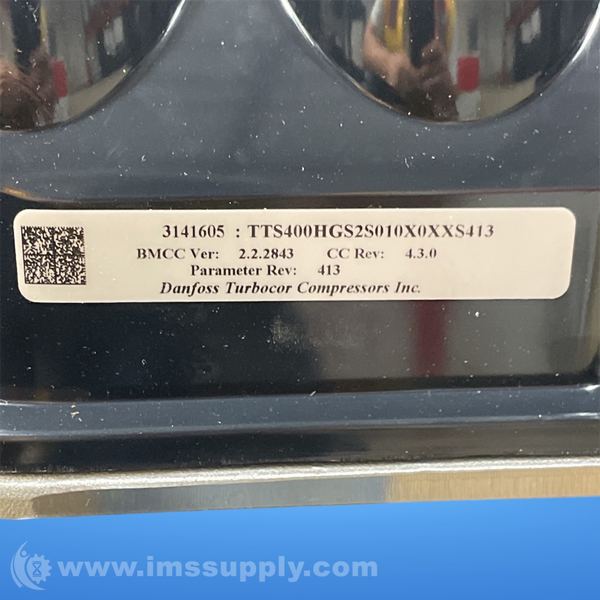 3141605 : TTS400HGS2S010X0XXS413
BMCC Ver: 2.2.2843 CC Rev: 4.3.0
Parameter Rev: 413
Danfoss Turbocor Compressors Inc.
www.imssupply.com